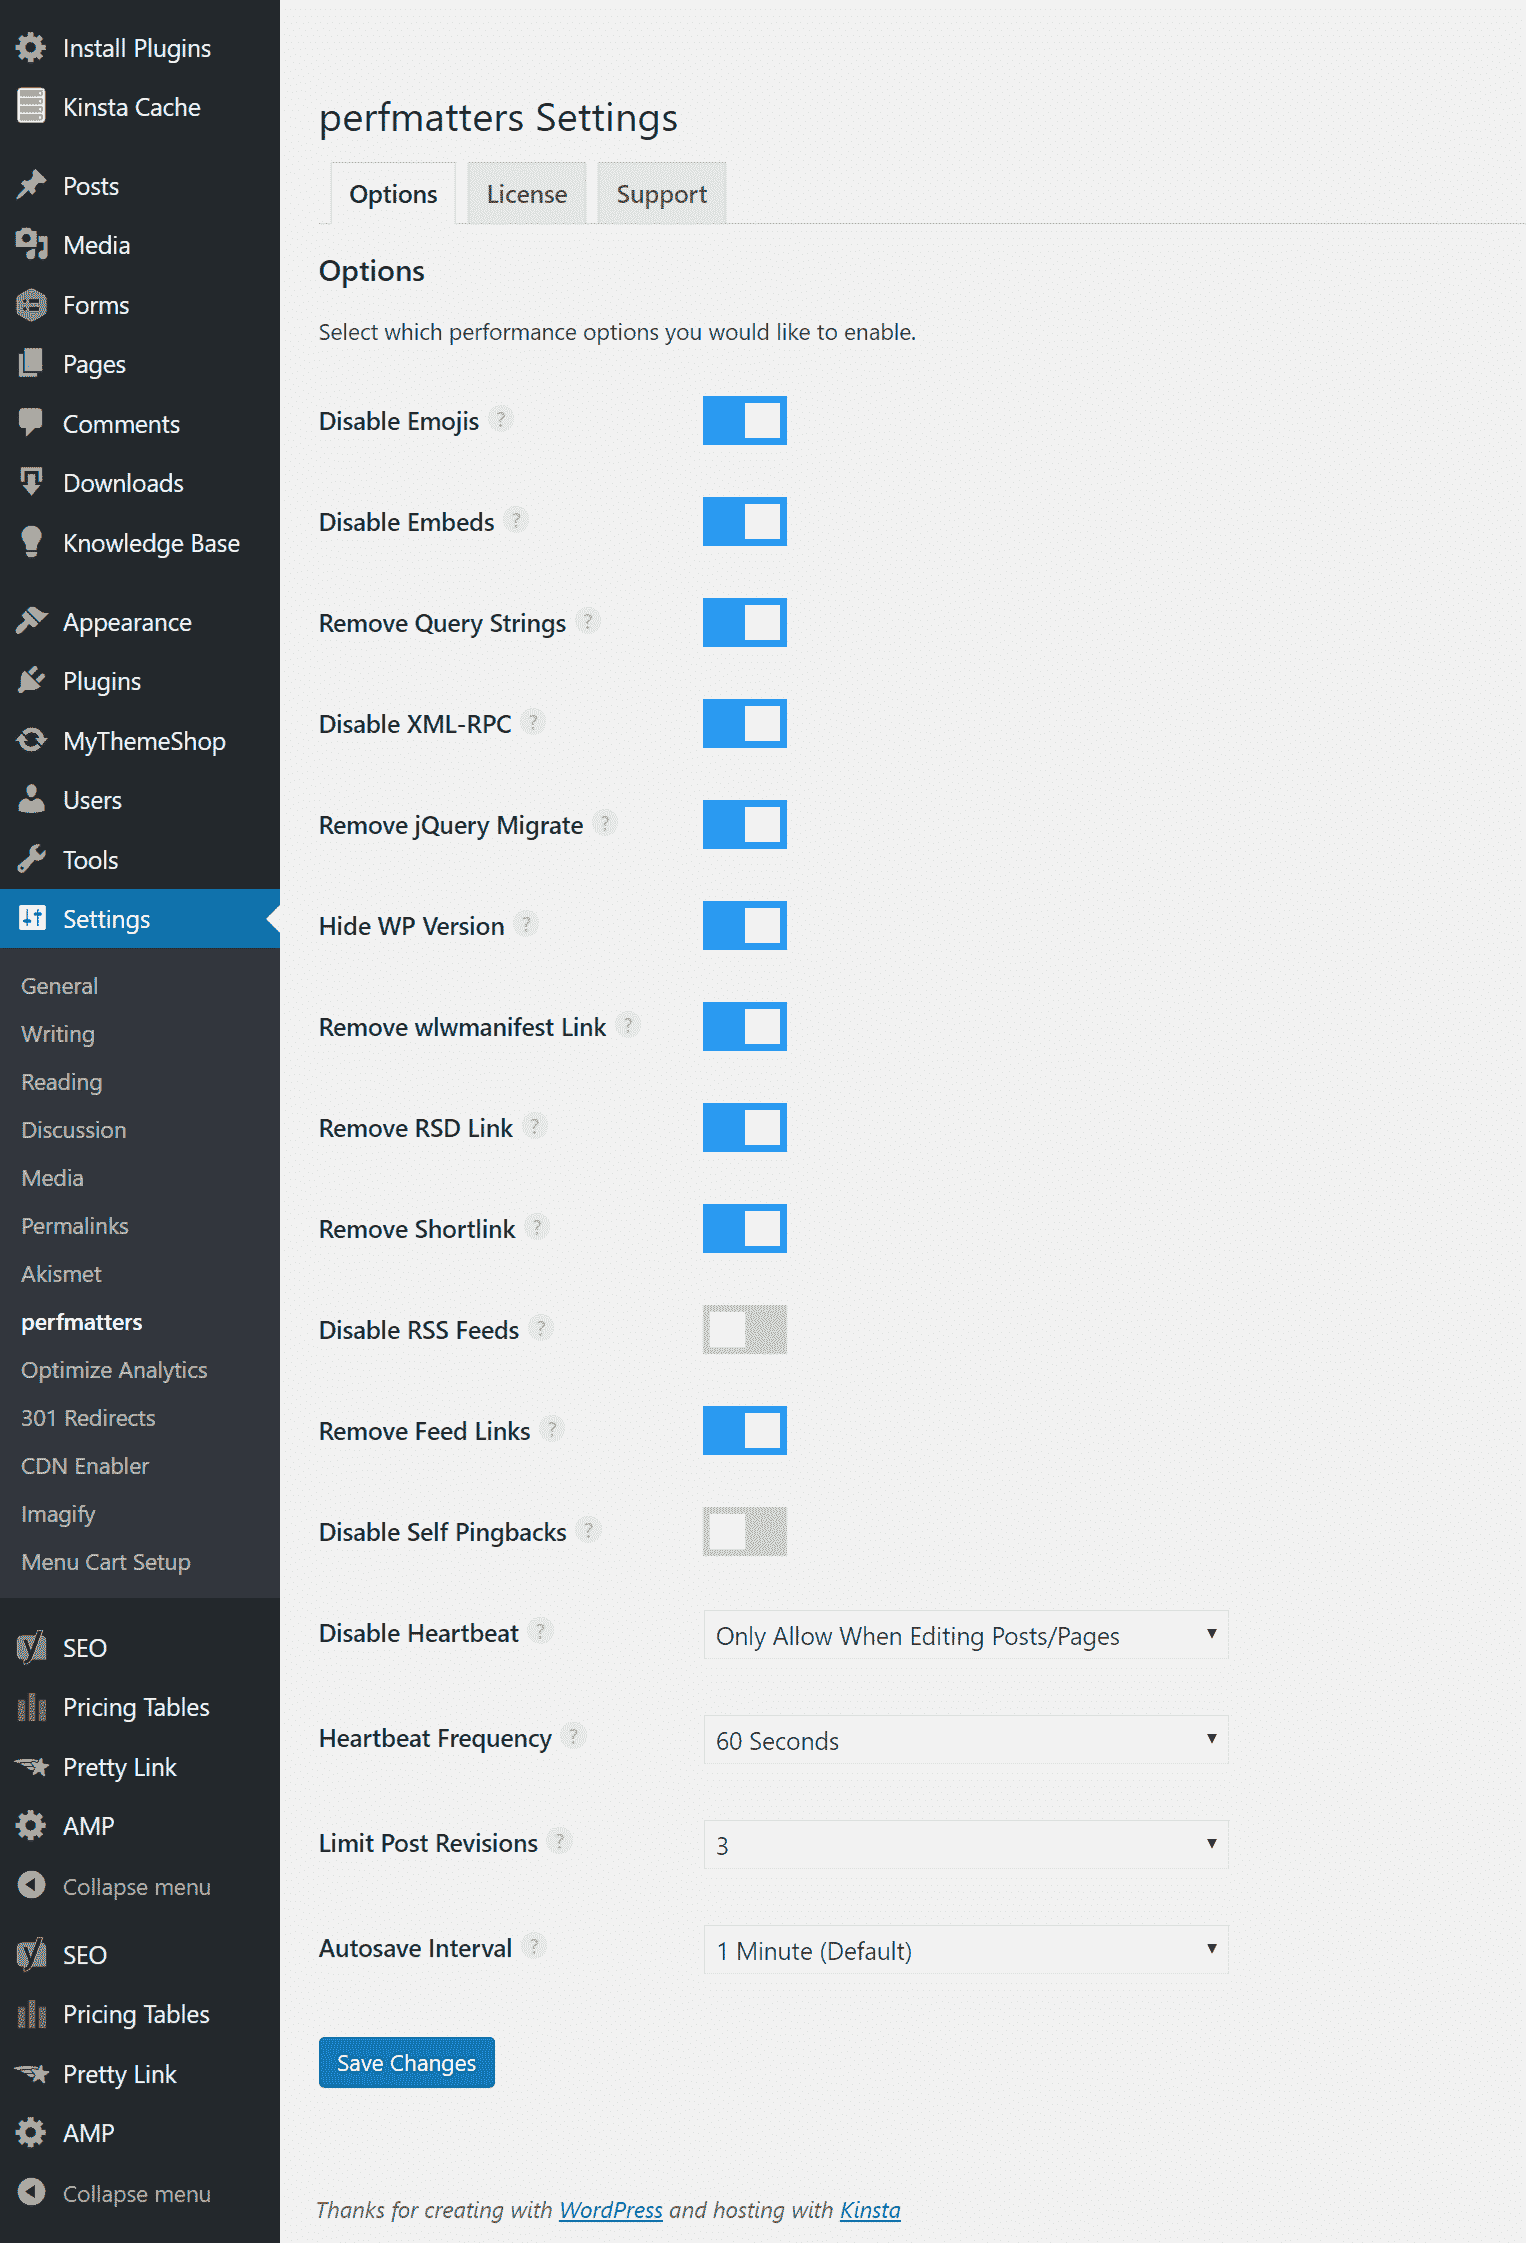 Install Plugins
Kinsta Cache
Posts
Media
Forms
Pages
Comments
Downloads
Knowledge Base
Appearance
Plugins
MyThemeShop
Users
Tools
Settings
General
Writing
Reading
Discussion
Media
Permalinks
Akismet
perfmatters
Optimize Analytics
301 Redirects
CDN Enabler
Imagify
Menu Cart Setup
SEO
Pricing Tables
Pretty Link
AMP
Collapse menu
SEO
Pricing Tables
Pretty Link
AMP
Collapse menu
perfmatters Settings
Options License Support
Options
Select which performance options you would like to enable.
Disable Emojis ?
Disable Embeds ?
Remove Query Strings ?
Disable XML-RPC ?
Remove jQuery Migrate ?
Hide WP Version ?
Remove wlwmanifest Link ?
Remove RSD Link ?
Remove Shortlink ?
Disable RSS Feeds ?
Remove Feed Links ?
Disable Self Pingbacks ?
Disable Heartbeat ? Only Allow When Editing Posts/Pages
Heartbeat Frequency ? 60 Seconds
Limit Post Revisions ? 3
Autosave Interval ? 1 Minute (Default)
Save Changes
Thanks for creating with WordPress and hosting with Kinsta